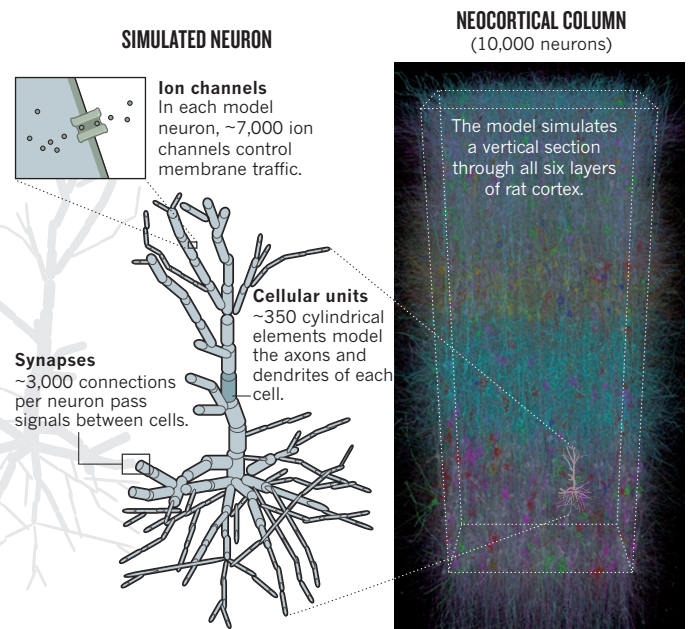 SIMULATED NEURON
Ion channels
In each model
neuron, ~7,000 ion
channels control
membrane traffic.
Cellular units
~350 cylindrical
elements model
the axons and
dendrites of each
cell.
Synapses
~3,000 connections
per neuron pass
signals between cells.
NEOCORTICAL COLUMN
(10,000 neurons)
The model simulates
a vertical section
through all six layers
of rat cortex.